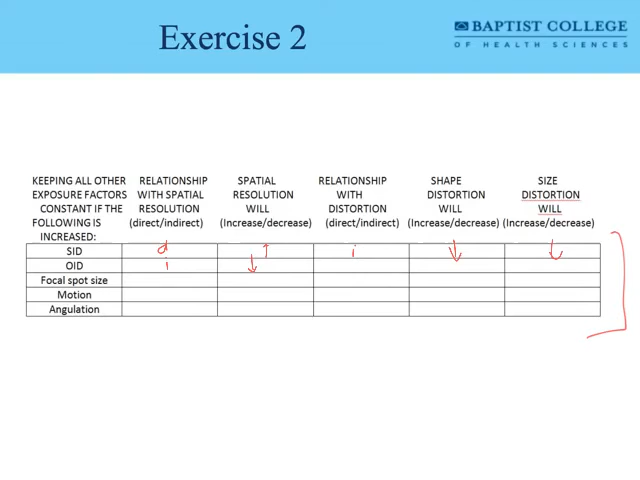 Exercise 2
BAPTIST COLLEGE
OF HEALTH SCIENCES
KEEPING ALL OTHER EXPOSURE FACTORS CONSTANT IF THE FOLLOWING IS INCREASED:
RELATIONSHIP WITH SPATIAL RESOLUTION (direct/indirect)
SPATIAL RESOLUTION WILL (Increase/decrease)
RELATIONSHIP WITH DISTORTION (direct/indirect)
SHAPE DISTORTION WILL (Increase/decrease)
SIZE DISTORTION WILL (Increase/decrease)
SID d ↑ i ↓ ↓
OID i ↓
Focal spot size
Motion
Angulation